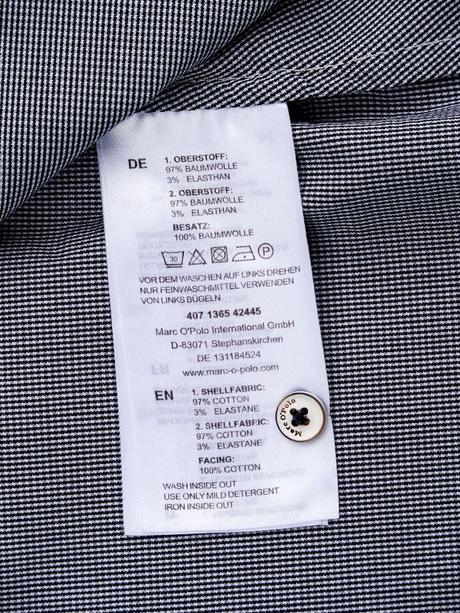 DE
1. OBERSTOFF:
97% BAUMWOLLE
3% ELASTHAN
2. OBERSTOFF:
97% BAUMWOLLE
3% ELASTHAN
BESATZ:
100% BAUMWOLLE
30 P
VOR DEM WASCHEN AUF LINKS DREHEN
NUR FEINWASCHMITTEL VERWENDEN
VON LINKS BÜGELN
407 1365 42445
Marc O'Polo International GmbH
D-83071 Stephanskirchen
DE 131184524
www.marc-o-polo.com
EN
1. SHELLFABRIC:
97% COTTON
3% ELASTANE
2. SHELLFABRIC:
97% COTTON
3% ELASTANE
FACING:
100% COTTON
WASH INSIDE OUT
USE ONLY MILD DETERGENT
IRON INSIDE OUT
Marc O'Polo